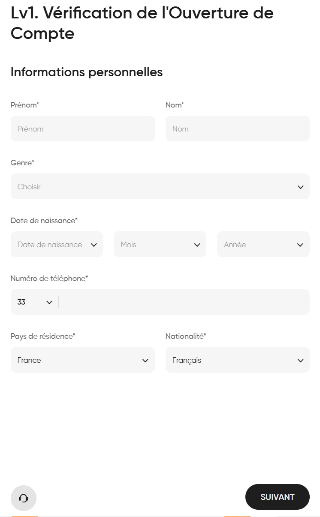 Lv1. Vérification de l'Ouverture de
Compte
Informations personnelles
Prénom* Nom*
Prénom Nom
Genre*
Choisir
Date de naissance*
Date de naissance Mois Année
Numéro de téléphone*
33
Pays de résidence* Nationalité*
France Français
SUIVANT